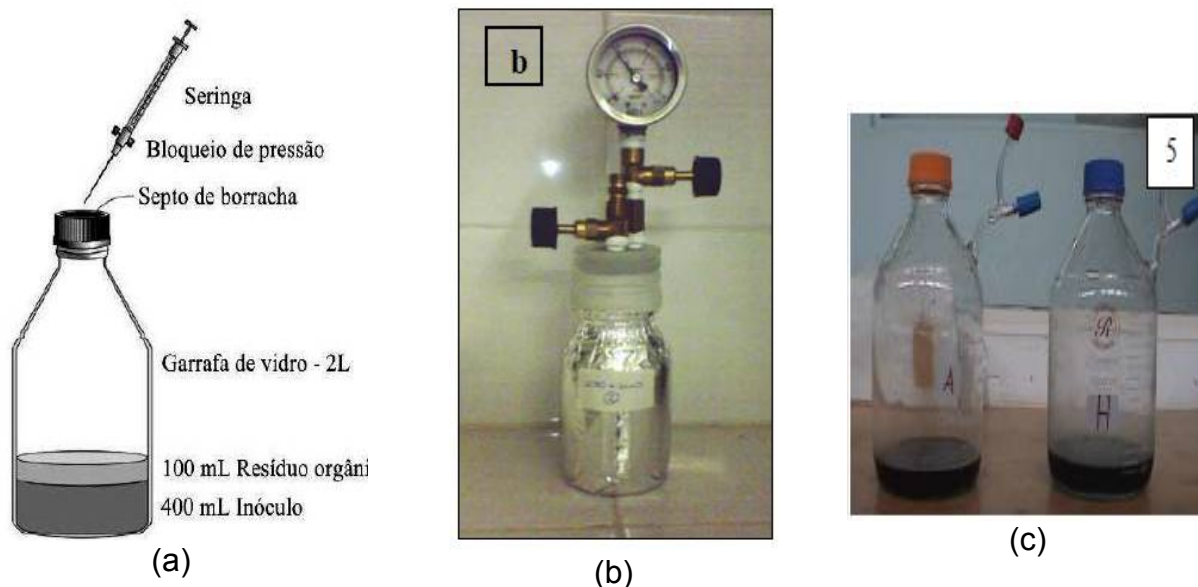 Seringa
Bloqueio de pressão
Septo de borracha
Garrafa de vidro - 2L
100 mL Resíduo orgâni
400 mL Inóculo
(a)
b
(b)
5
A
H
(c)